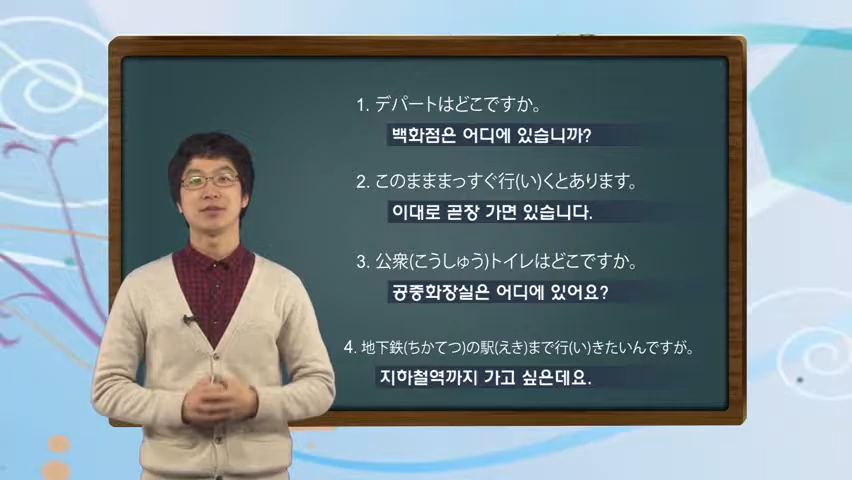 1. デパートはどこですか。
백화점은 어디에 있습니까?
2. このまままっすぐ行(い)くとあります。
이대로 곧장 가면 있습니다.
3. 公衆(こうしゅう)トイレはどこですか。
공중화장실은 어디에 있어요?
4. 地下鉄(ちかてつ)の駅(えき)まで行(い)きたいんですが。
지하철역까지 가고 싶은데요.